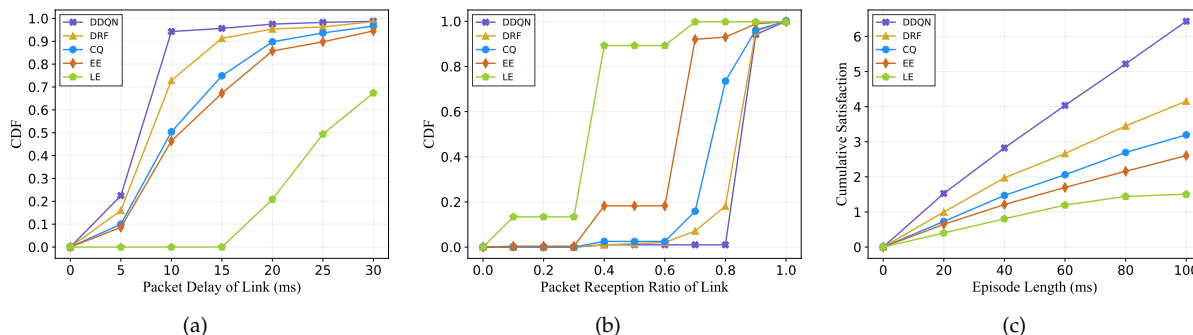 DDQN
DRF
CQ
EE
LE
1.0
0.9
0.8
0.7
0.6
0.5
0.4
0.3
0.2
0.1
0.0
CDF
0 5 10 15 20 25 30
Packet Delay of Link (ms)
(a)
DDQN
DRF
CQ
EE
LE
1.0
0.8
0.6
0.4
0.2
0.0
CDF
0.0 0.2 0.4 0.6 0.8 1.0
Packet Reception Ratio of Link
(b)
DDQN
DRF
CQ
EE
LE
6
5
4
3
2
1
0
Cumulative Satisfaction
0 20 40 60 80 100
Episode Length (ms)
(c)